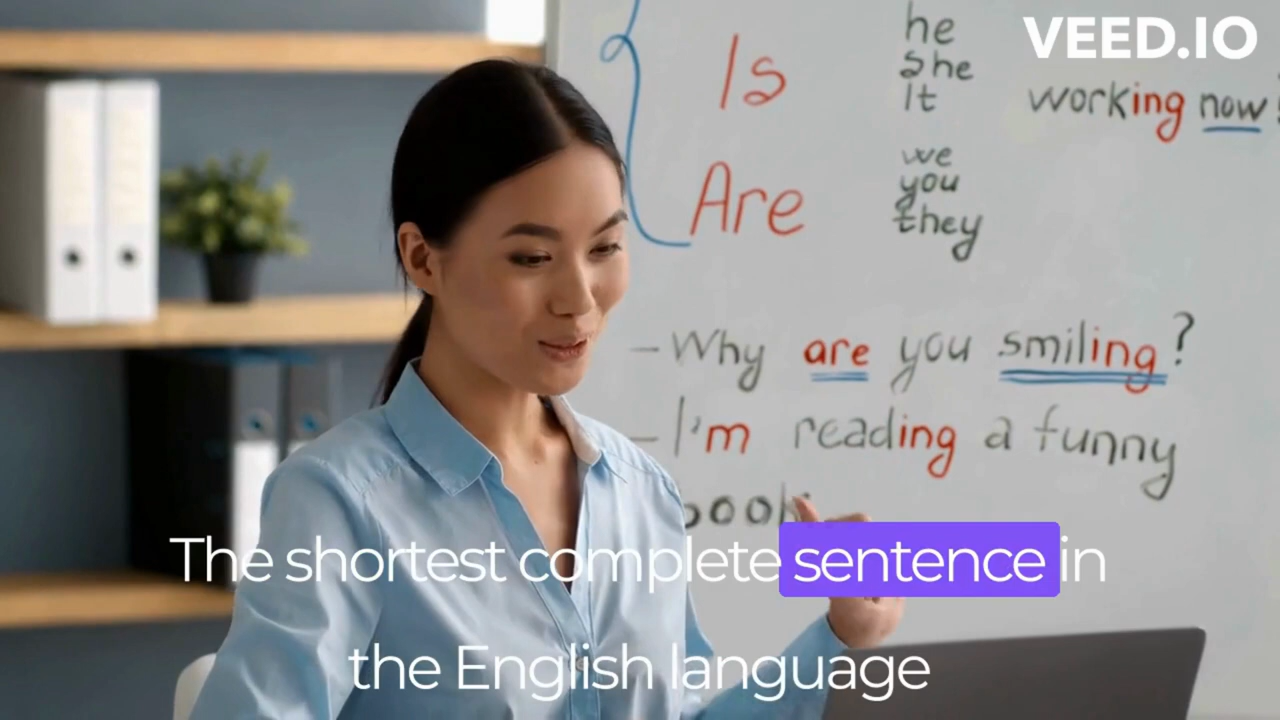 VEED.IO
Is
he
she
It
working now
Are
we
you
they
– Why are you smiling?
– I'm reading a funny
book
The shortest complete sentence in
the English language